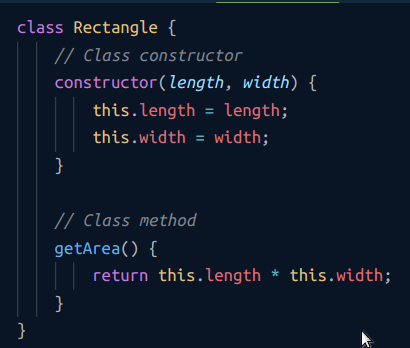 class Rectangle {
    // Class constructor
    constructor(length, width) {
        this.length = length;
        this.width = width;
    }

    // Class method
    getArea() {
        return this.length * this.width;
    }
}